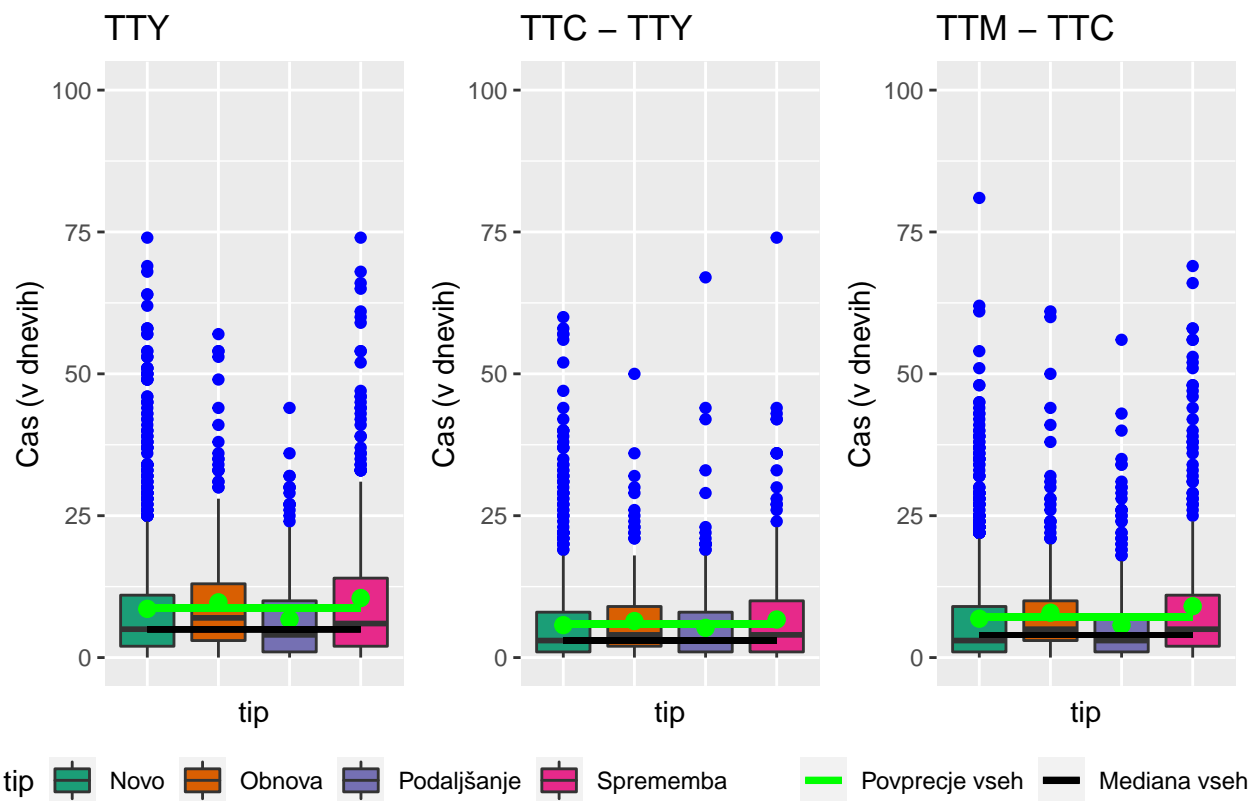 TTY
TTC – TTY
TTM – TTC
Cas (v dnevih)
100
75
50
25
0
tip
Cas (v dnevih)
100
75
50
25
0
tip
Cas (v dnevih)
100
75
50
25
0
tip
tip Novo Obnova Podaljšanje Sprememba Povprecje vseh Mediana vseh